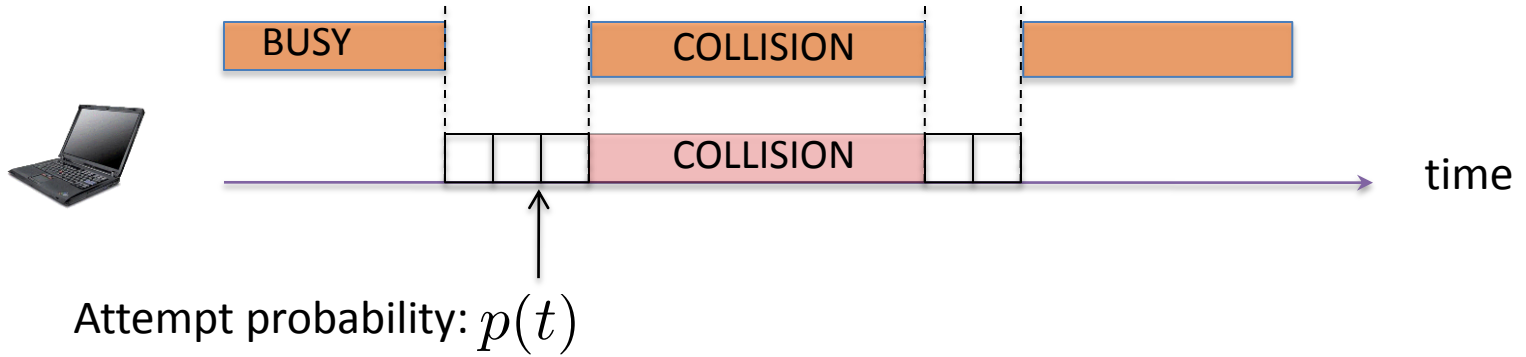 BUSY
COLLISION
COLLISION
time
Attempt probability: p(t)